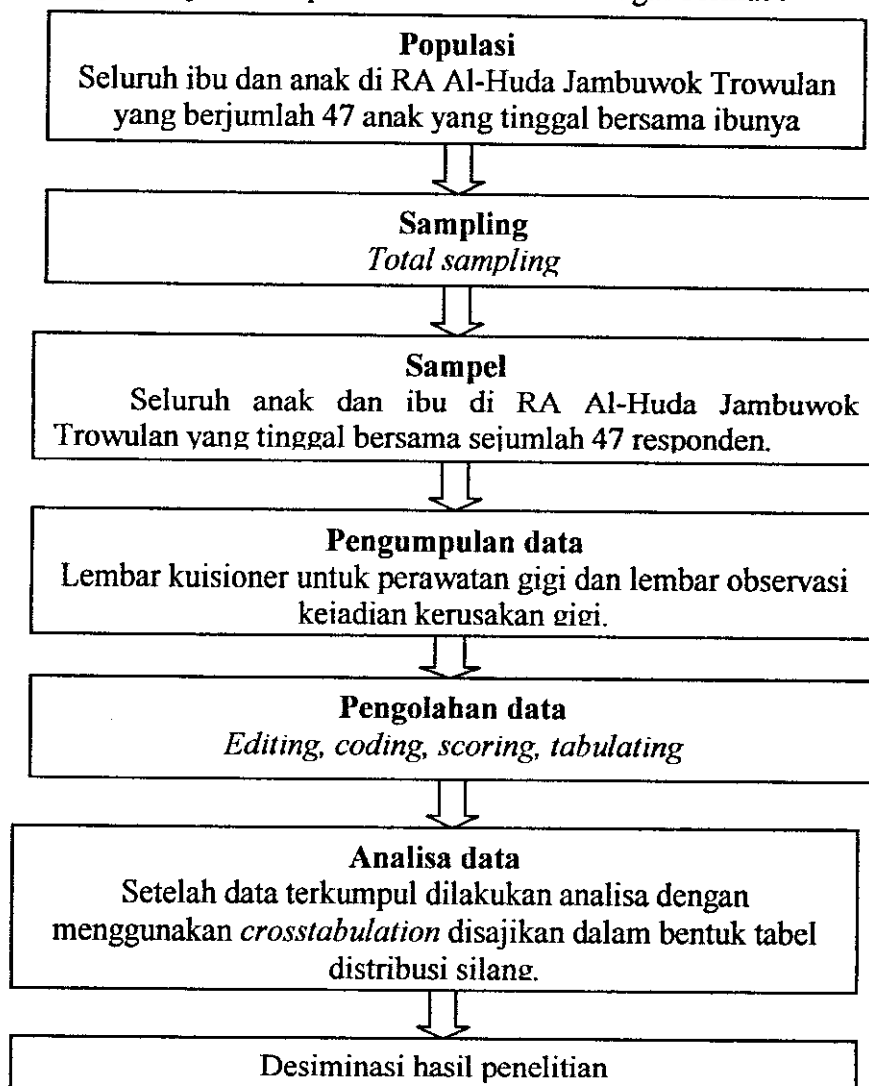 Populasi
Seluruh ibu dan anak di RA Al-Huda Jambuwok Trowulan
yang berjumlah 47 anak yang tinggal bersama ibunya
Sampling
Total sampling
Sampel
Seluruh anak dan ibu di RA Al-Huda Jambuwok
Trowulan yang tinggal bersama sejumlah 47 responden.
Pengumpulan data
Lembar kuisioner untuk perawatan gigi dan lembar observasi
kejadian kerusakan gigi.
Pengolahan data
Editing, coding, scoring, tabulating
Analisa data
Setelah data terkumpul dilakukan analisa dengan
menggunakan crosstabulation disajikan dalam bentuk tabel
distribusi silang.
Desiminasi hasil penelitian